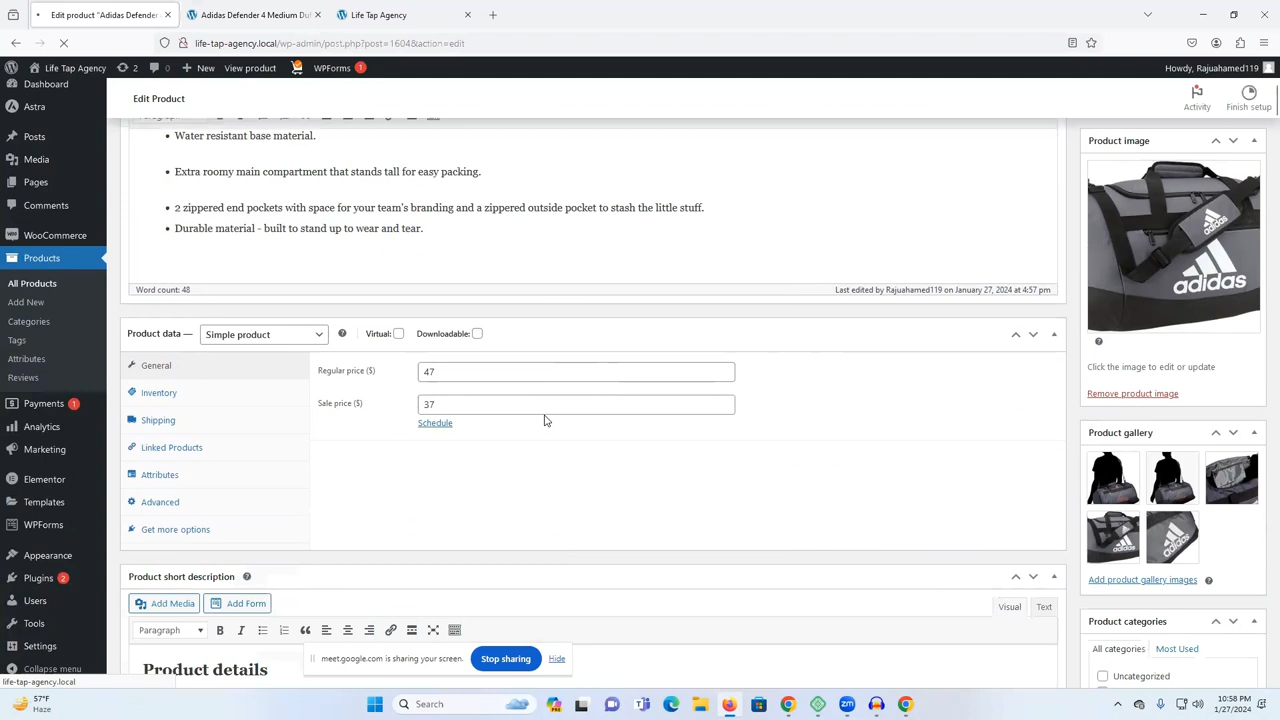 Edit product "Adidas Defender
Adidas Defender 4 Medium Duf
Life Tap Agency
life-tap-agency.local/wp-admin/post.php?post=1604&action=edit
Life Tap Agency
2
0
New
View product
WPForms
1
Howdy, Rajuahamed119
Dashboard
Astra
Posts
Media
Pages
Comments
WooCommerce
Products
All Products
Add New
Categories
Tags
Attributes
Reviews
Payments 1
Analytics
Marketing
Elementor
Templates
WPForms
Appearance
Plugins 2
Users
Tools
Settings
Collapse menu
life-tap-agency.local
Edit Product
Activity
Finish setup
• Water resistant base material.
• Extra roomy main compartment that stands tall for easy packing.
• 2 zippered end pockets with space for your team's branding and a zippered outside pocket to stash the little stuff.
• Durable material - built to stand up to wear and tear.
Word count: 48
Last edited by Rajuahamed119 on January 27, 2024 at 4:57 pm
Product data —
Simple product
Virtual:
Downloadable:
General
Inventory
Shipping
Linked Products
Attributes
Advanced
Get more options
Regular price ($)
47
Sale price ($)
37
Schedule
Product short description
Add Media
Add Form
Visual
Text
Paragraph
Product details
meet.google.com is sharing your screen.
Stop sharing
Hide
Product image
adidas
Click the image to edit or update
Remove product image
Product gallery
adidas
Add product gallery images
Product categories
All categories
Most Used
Uncategorized
57°F
Haze
Search
10:58 PM
1/27/2024